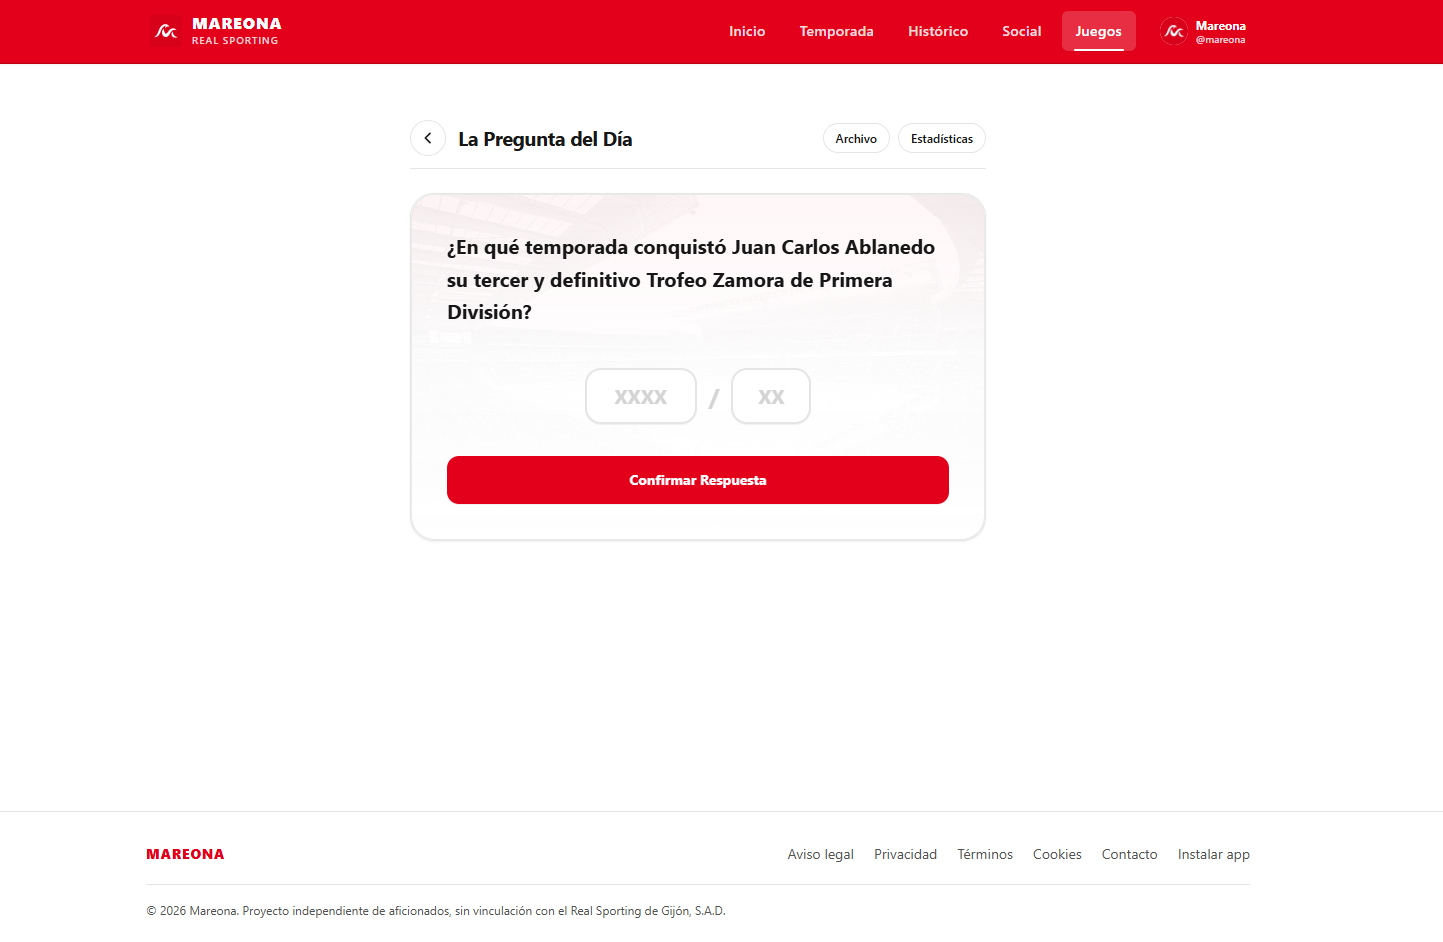 MAREONA
REAL SPORTING
Inicio
Temporada
Histórico
Social
Juegos
Mareona
@mareona
La Pregunta del Día
Archivo
Estadísticas
¿En qué temporada conquistó Juan Carlos Ablanedo
su tercer y definitivo Trofeo Zamora de Primera
División?
XXXX / XX
Confirmar Respuesta
MAREONA
Aviso legal
Privacidad
Términos
Cookies
Contacto
Instalar app
© 2026 Mareona. Proyecto independiente de aficionados, sin vinculación con el Real Sporting de Gijón, S.A.D.